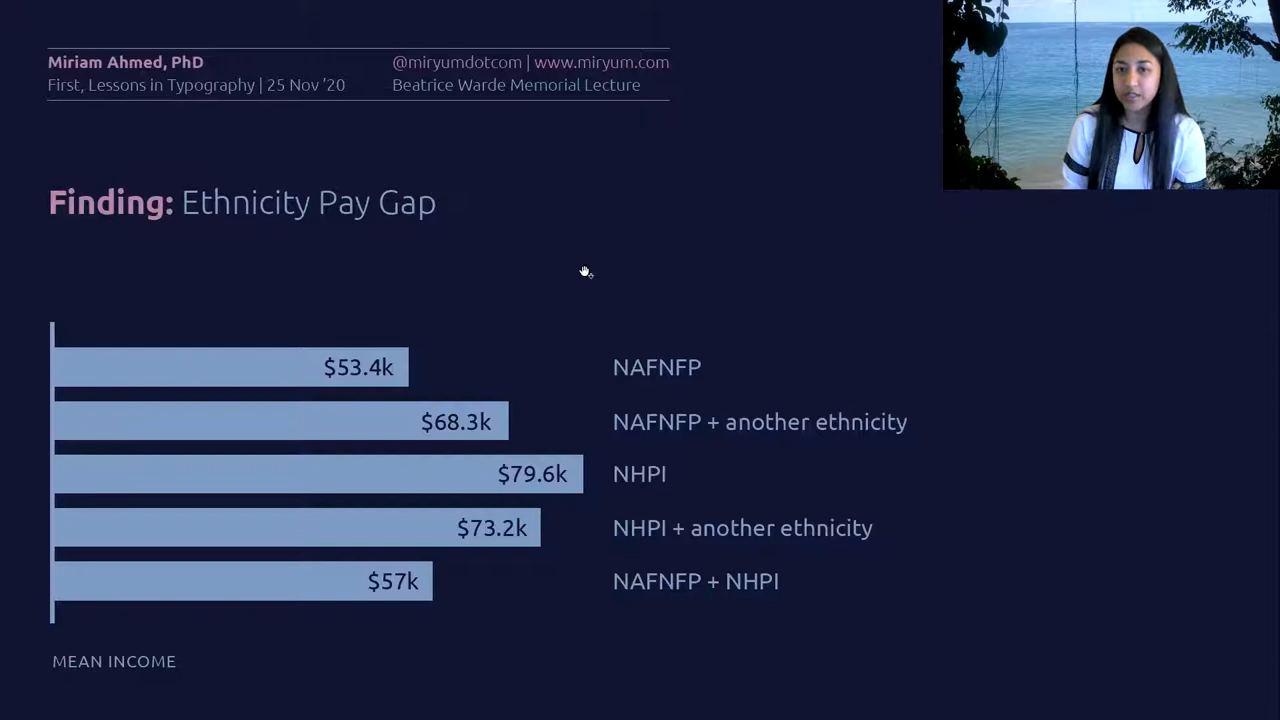 Miriam Ahmed, PhD
First, Lessons in Typography | 25 Nov ’20
@miryumdotcom | www.miryum.com
Beatrice Warde Memorial Lecture
Finding: Ethnicity Pay Gap
$53.4k NAFNFP
$68.3k NAFNFP + another ethnicity
$79.6k NHPI
$73.2k NHPI + another ethnicity
$57k NAFNFP + NHPI
MEAN INCOME